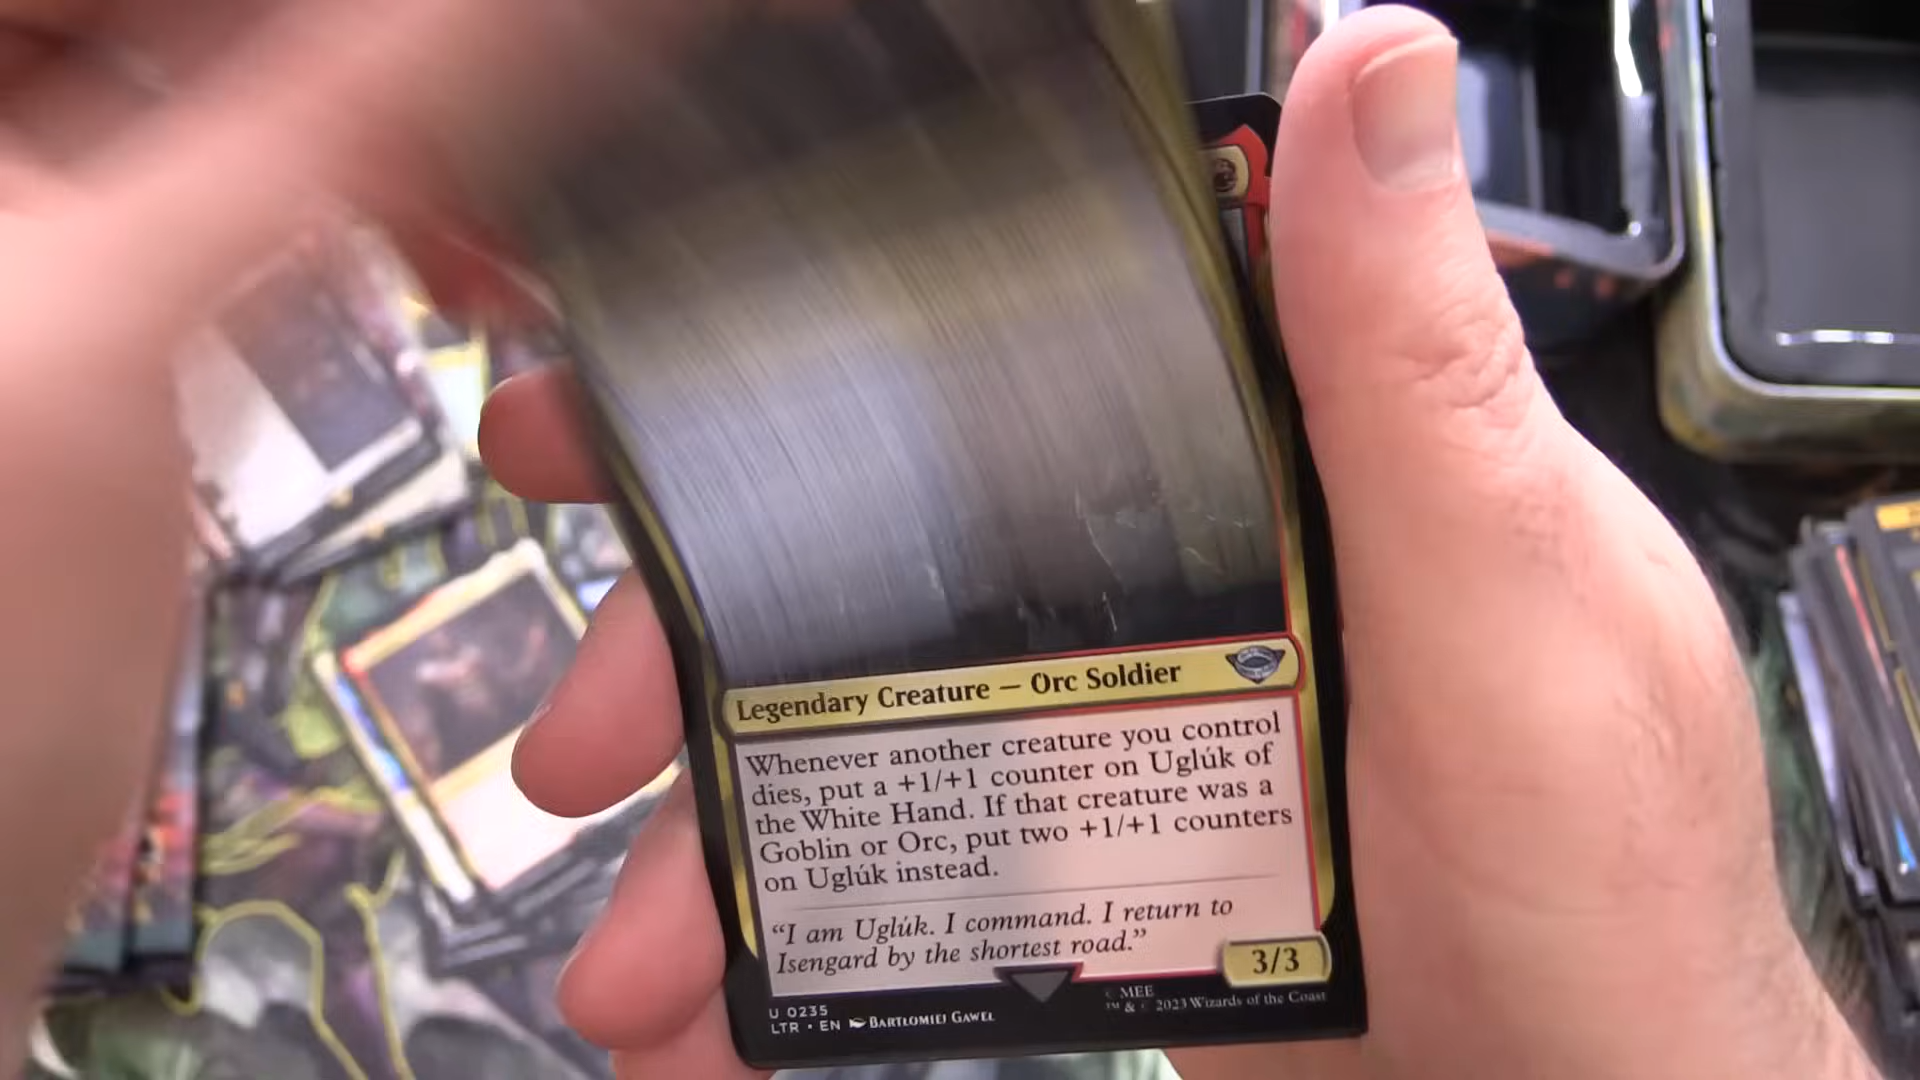 Legendary Creature — Orc Soldier
Whenever another creature you control
dies, put a +1/+1 counter on Uglúk of
the White Hand. If that creature was a
Goblin or Orc, put two +1/+1 counters
on Uglúk instead.
“I am Uglúk. I command. I return to
Isengard by the shortest road.”
3/3
U 0235
LTR • EN BARTŁOMIEJ GAWEŁ
© MEE
™ & © 2023 Wizards of the Coast